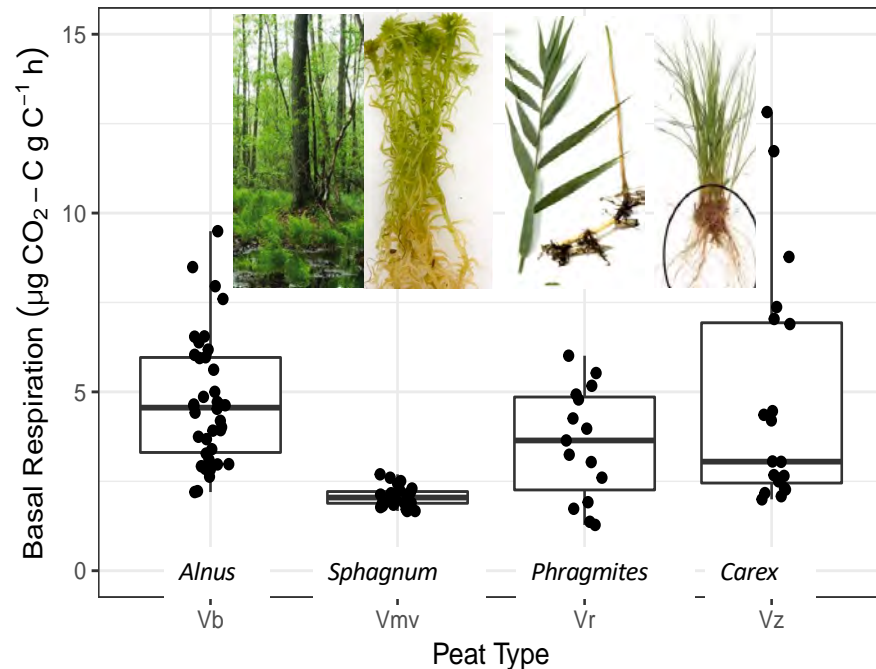 15
10
5
0
Basal Respiration (µg CO₂ – C g C⁻¹ h)
Alnus
Sphagnum
Phragmites
Carex
Vb
Vmv
Vr
Vz
Peat Type